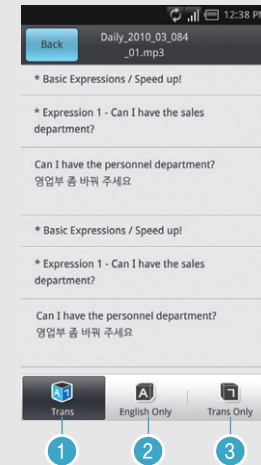 12:38 PM
Back
Daily_2010_03_084
_01.mp3
* Basic Expressions / Speed up!
* Expression 1 - Can I have the sales
department?
Can I have the personnel department?
영업부 좀 바꿔 주세요
* Basic Expressions / Speed up!
* Expression 1 - Can I have the sales
department?
Can I have the personnel department?
영업부 좀 바꿔 주세요
Trans
English Only
Trans Only
1
2
3